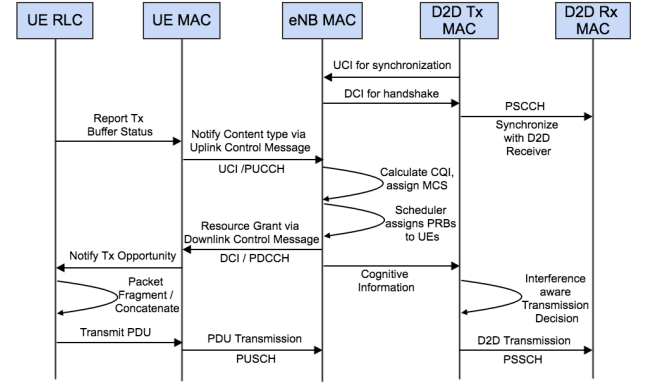 UE RLC
UE MAC
eNB MAC
D2D Tx
MAC
D2D Rx
MAC
UCI for synchronization
DCI for handshake
PSCCH
Synchronize
with D2D
Receiver
Report Tx
Buffer Status
Notify Content type via
Uplink Control Message
UCI /PUCCH
Calculate CQI,
assign MCS
Scheduler
assigns PRBs
to UEs
Resource Grant via
Downlink Control Message
DCI / PDCCH
Notify Tx Opportunity
Cognitive
Information
Packet
Fragment /
Concatenate
Interference
aware
Transmission
Decision
Transmit PDU
PDU Transmission
PUSCH
D2D Transmission
PSSCH